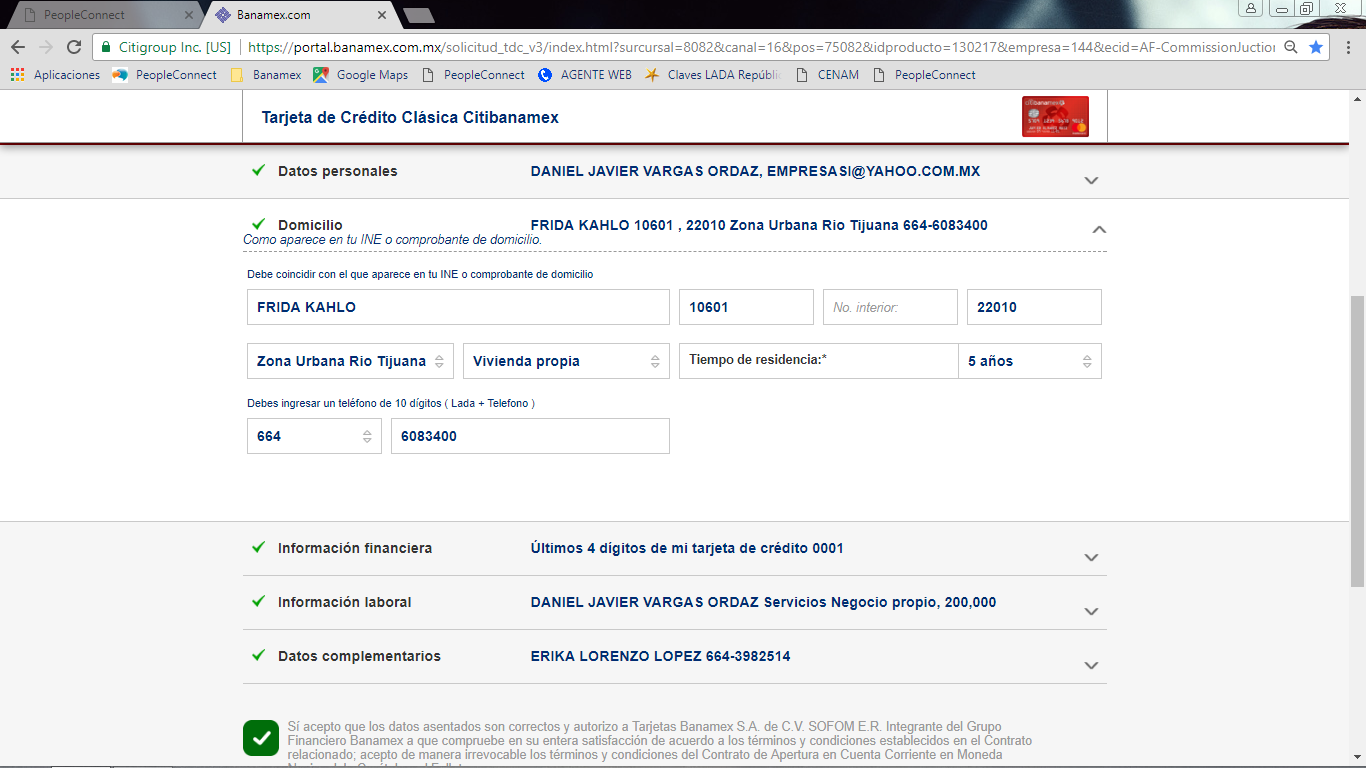 PeopleConnect
Banamex.com
Citigroup Inc. [US] https://portal.banamex.com.mx/solicitud_tdc_v3/index.html?sursursal=8082&canal=16&pos=75082&idproducto=130217&empresa=144&ecid=AF-CommissionJuction
Aplicaciones PeopleConnect Banamex Google Maps PeopleConnect AGENTE WEB Claves LADA Repúbli CENAM PeopleConnect
Tarjeta de Crédito Clásica Citibanamex
Datos personales DANIEL JAVIER VARGAS ORDAZ, EMPRESASI@YAHOO.COM.MX
Domicilio FRIDA KAHLO 10601 , 22010 Zona Urbana Rio Tijuana 664-6083400
Como aparece en tu INE o comprobante de domicilio.
Debe coincidir con el que aparece en tu INE o comprobante de domicilio
FRIDA KAHLO 10601 No. interior: 22010
Zona Urbana Rio Tijuana Vivienda propia Tiempo de residencia:* 5 años
Debes ingresar un teléfono de 10 dígitos ( Lada + Telefono )
664 6083400
Información financiera Últimos 4 dígitos de mi tarjeta de crédito 0001
Información laboral DANIEL JAVIER VARGAS ORDAZ Servicios Negocio propio, 200,000
Datos complementarios ERIKA LORENZO LOPEZ 664-3982514
Sí acepto que los datos asentados son correctos y autorizo a Tarjetas Banamex S.A. de C.V. SOFOM E.R. Integrante del Grupo
Financiero Banamex a que compruebe en su entera satisfacción de acuerdo a los términos y condiciones establecidos en el Contrato
relacionado; acepto de manera irrevocable los términos y condiciones del Contrato de Apertura en Cuenta Corriente en Moneda